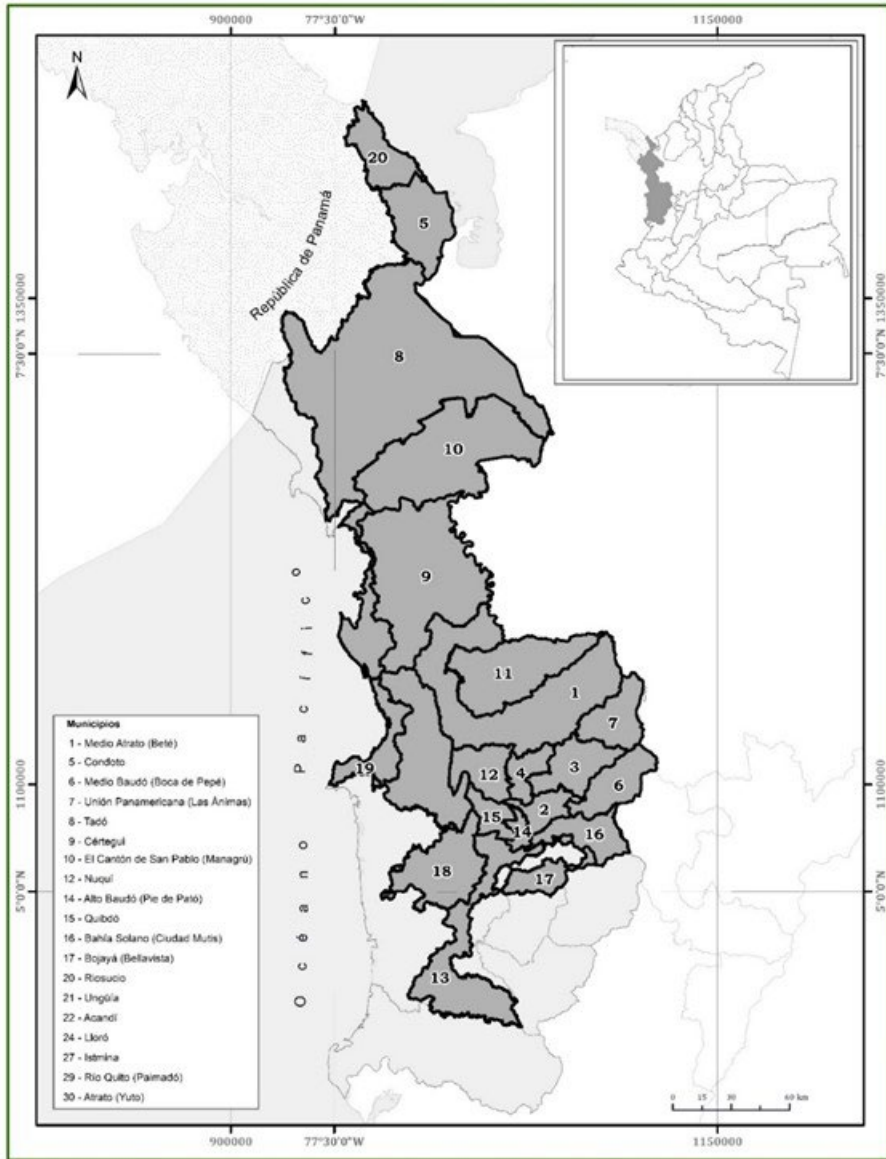 900000
77°30'0"W
1150000
N
20
5
República de Panamá
1350000
1350000
7°30'0"N
7°30'0"N
8
10
9
Océano Pacífico
11
1
7
Municipios
1 - Medio Atrato (Beté)
5 - Condoto
6 - Medio Baudó (Boca de Pepé)
7 - Unión Panamericana (Las Ánimas)
8 - Tadó
9 - Cértegui
10 - El Cantón de San Pablo (Managrú)
12 - Nuquí
14 - Alto Baudó (Pie de Pató)
15 - Quibdó
16 - Bahía Solano (Ciudad Mutis)
17 - Bojayá (Bellavista)
20 - Riosucio
21 - Ungüía
22 - Acandí
24 - Lloró
27 - Istmina
29 - Río Quito (Paimadó)
30 - Atrato (Yuto)
19
12
4
3
6
1100000
1100000
15
2
14
16
18
17
5°0'0"N
5°0'0"N
13
0 15 30 60 km
900000
77°30'0"W
1150000